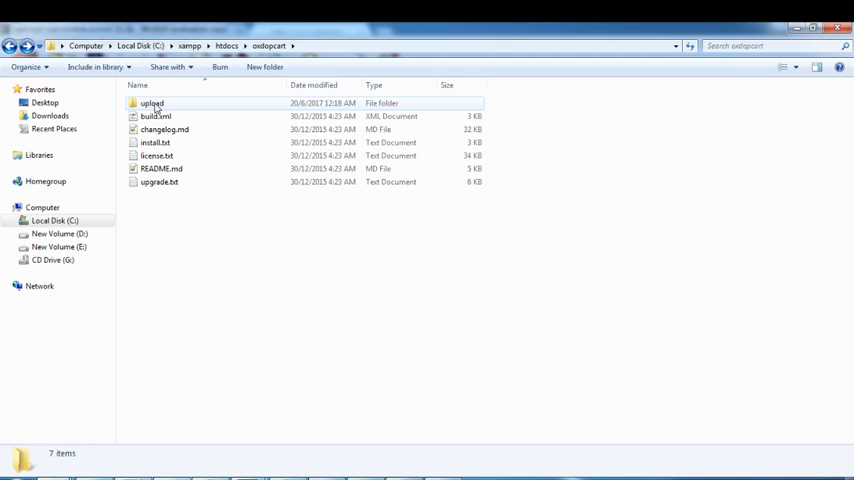 Computer Local Disk (C:) xampp htdocs oxdopcart Search oxdopcart
Organize Include in library Share with Burn New folder
Favorites
Desktop
Downloads
Recent Places
Libraries
Homegroup
Computer
Local Disk (C:)
New Volume (D:)
New Volume (E:)
CD Drive (G:)
Network
Name Date modified Type Size
upload 20/6/2017 12:18 AM File folder
build.xml 30/12/2015 4:23 AM XML Document 3 KB
changelog.md 30/12/2015 4:23 AM MD File 32 KB
install.txt 30/12/2015 4:23 AM Text Document 3 KB
license.txt 30/12/2015 4:23 AM Text Document 34 KB
README.md 30/12/2015 4:23 AM MD File 5 KB
upgrade.txt 30/12/2015 4:23 AM Text Document 6 KB
7 items